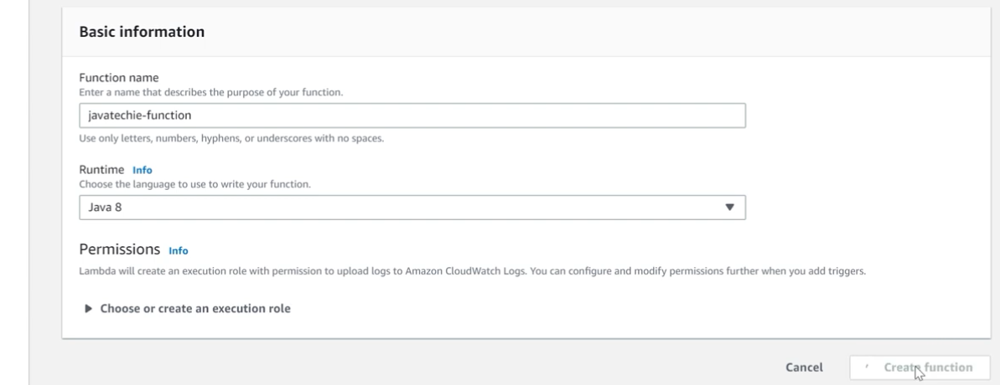 Basic information
Function name
Enter a name that describes the purpose of your function.
javatechie-function
Use only letters, numbers, hyphens, or underscores with no spaces.
Runtime Info
Choose the language to use to write your function.
Java 8
Permissions Info
Lambda will create an execution role with permission to upload logs to Amazon CloudWatch Logs. You can configure and modify permissions further when you add triggers.
Choose or create an execution role
Cancel Create function